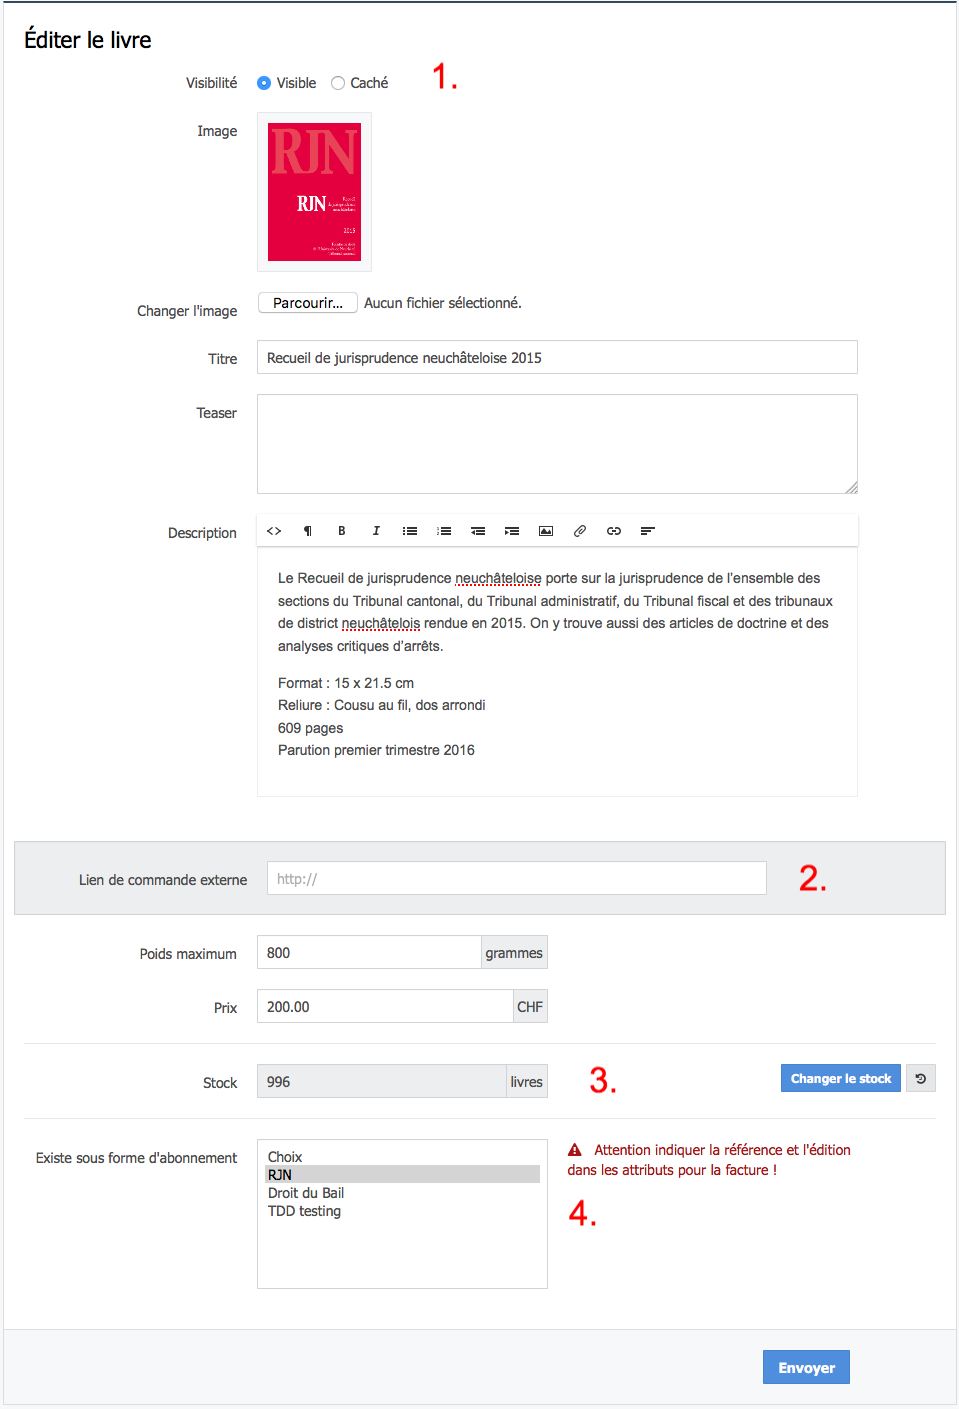 Éditer le livre
Visibilité Visible Caché 1.
Image
RJN
RJN Recueil
de jurisprudence
neuchâteloise
2015
Changer l'image Parcourir... Aucun fichier sélectionné.
Titre Recueil de jurisprudence neuchâteloise 2015
Teaser
Description <> ¶ B I
Le Recueil de jurisprudence neuchâteloise porte sur la jurisprudence de l'ensemble des
sections du Tribunal cantonal, du Tribunal administratif, du Tribunal fiscal et des tribunaux
de district neuchâtelois rendue en 2015. On y trouve aussi des articles de doctrine et des
analyses critiques d’arrêts.
Format : 15 x 21.5 cm
Reliure : Cousu au fil, dos arrondi
609 pages
Parution premier trimestre 2016
Lien de commande externe http:// 2.
Poids maximum 800 grammes
Prix 200.00 CHF
Stock 996 livres 3. Changer le stock
Existe sous forme d'abonnement
Choix
RJN
Droit du Bail
TDD testing
Attention indiquer la référence et l'édition
dans les attributs pour la facture !
4.
Envoyer